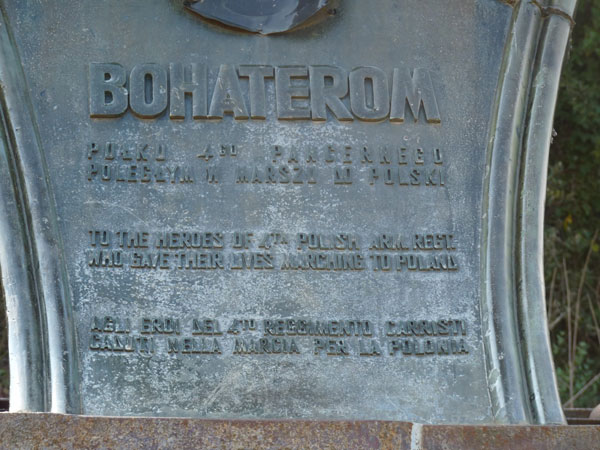 BOHATEROM
POŁKU 4GO PANCERNEGO
POLEGŁYM W MARSZU DO POLSKI
TO THE HEROES OF 4TH POLISH ARM. REGT.
WHO GAVE THEIR LIVES MARCHING TO POLAND
AGLI EROI DEL 4TO REGGIMENTO CARRISTI
CADUTI NELLA MARCIA PER LA POLONIA